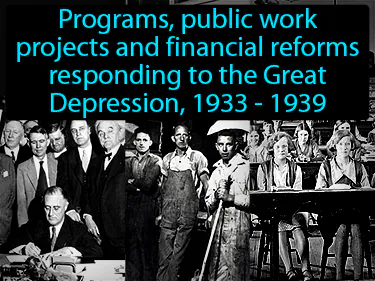 Programs, public work
projects and financial reforms
responding to the Great
Depression, 1933 - 1939